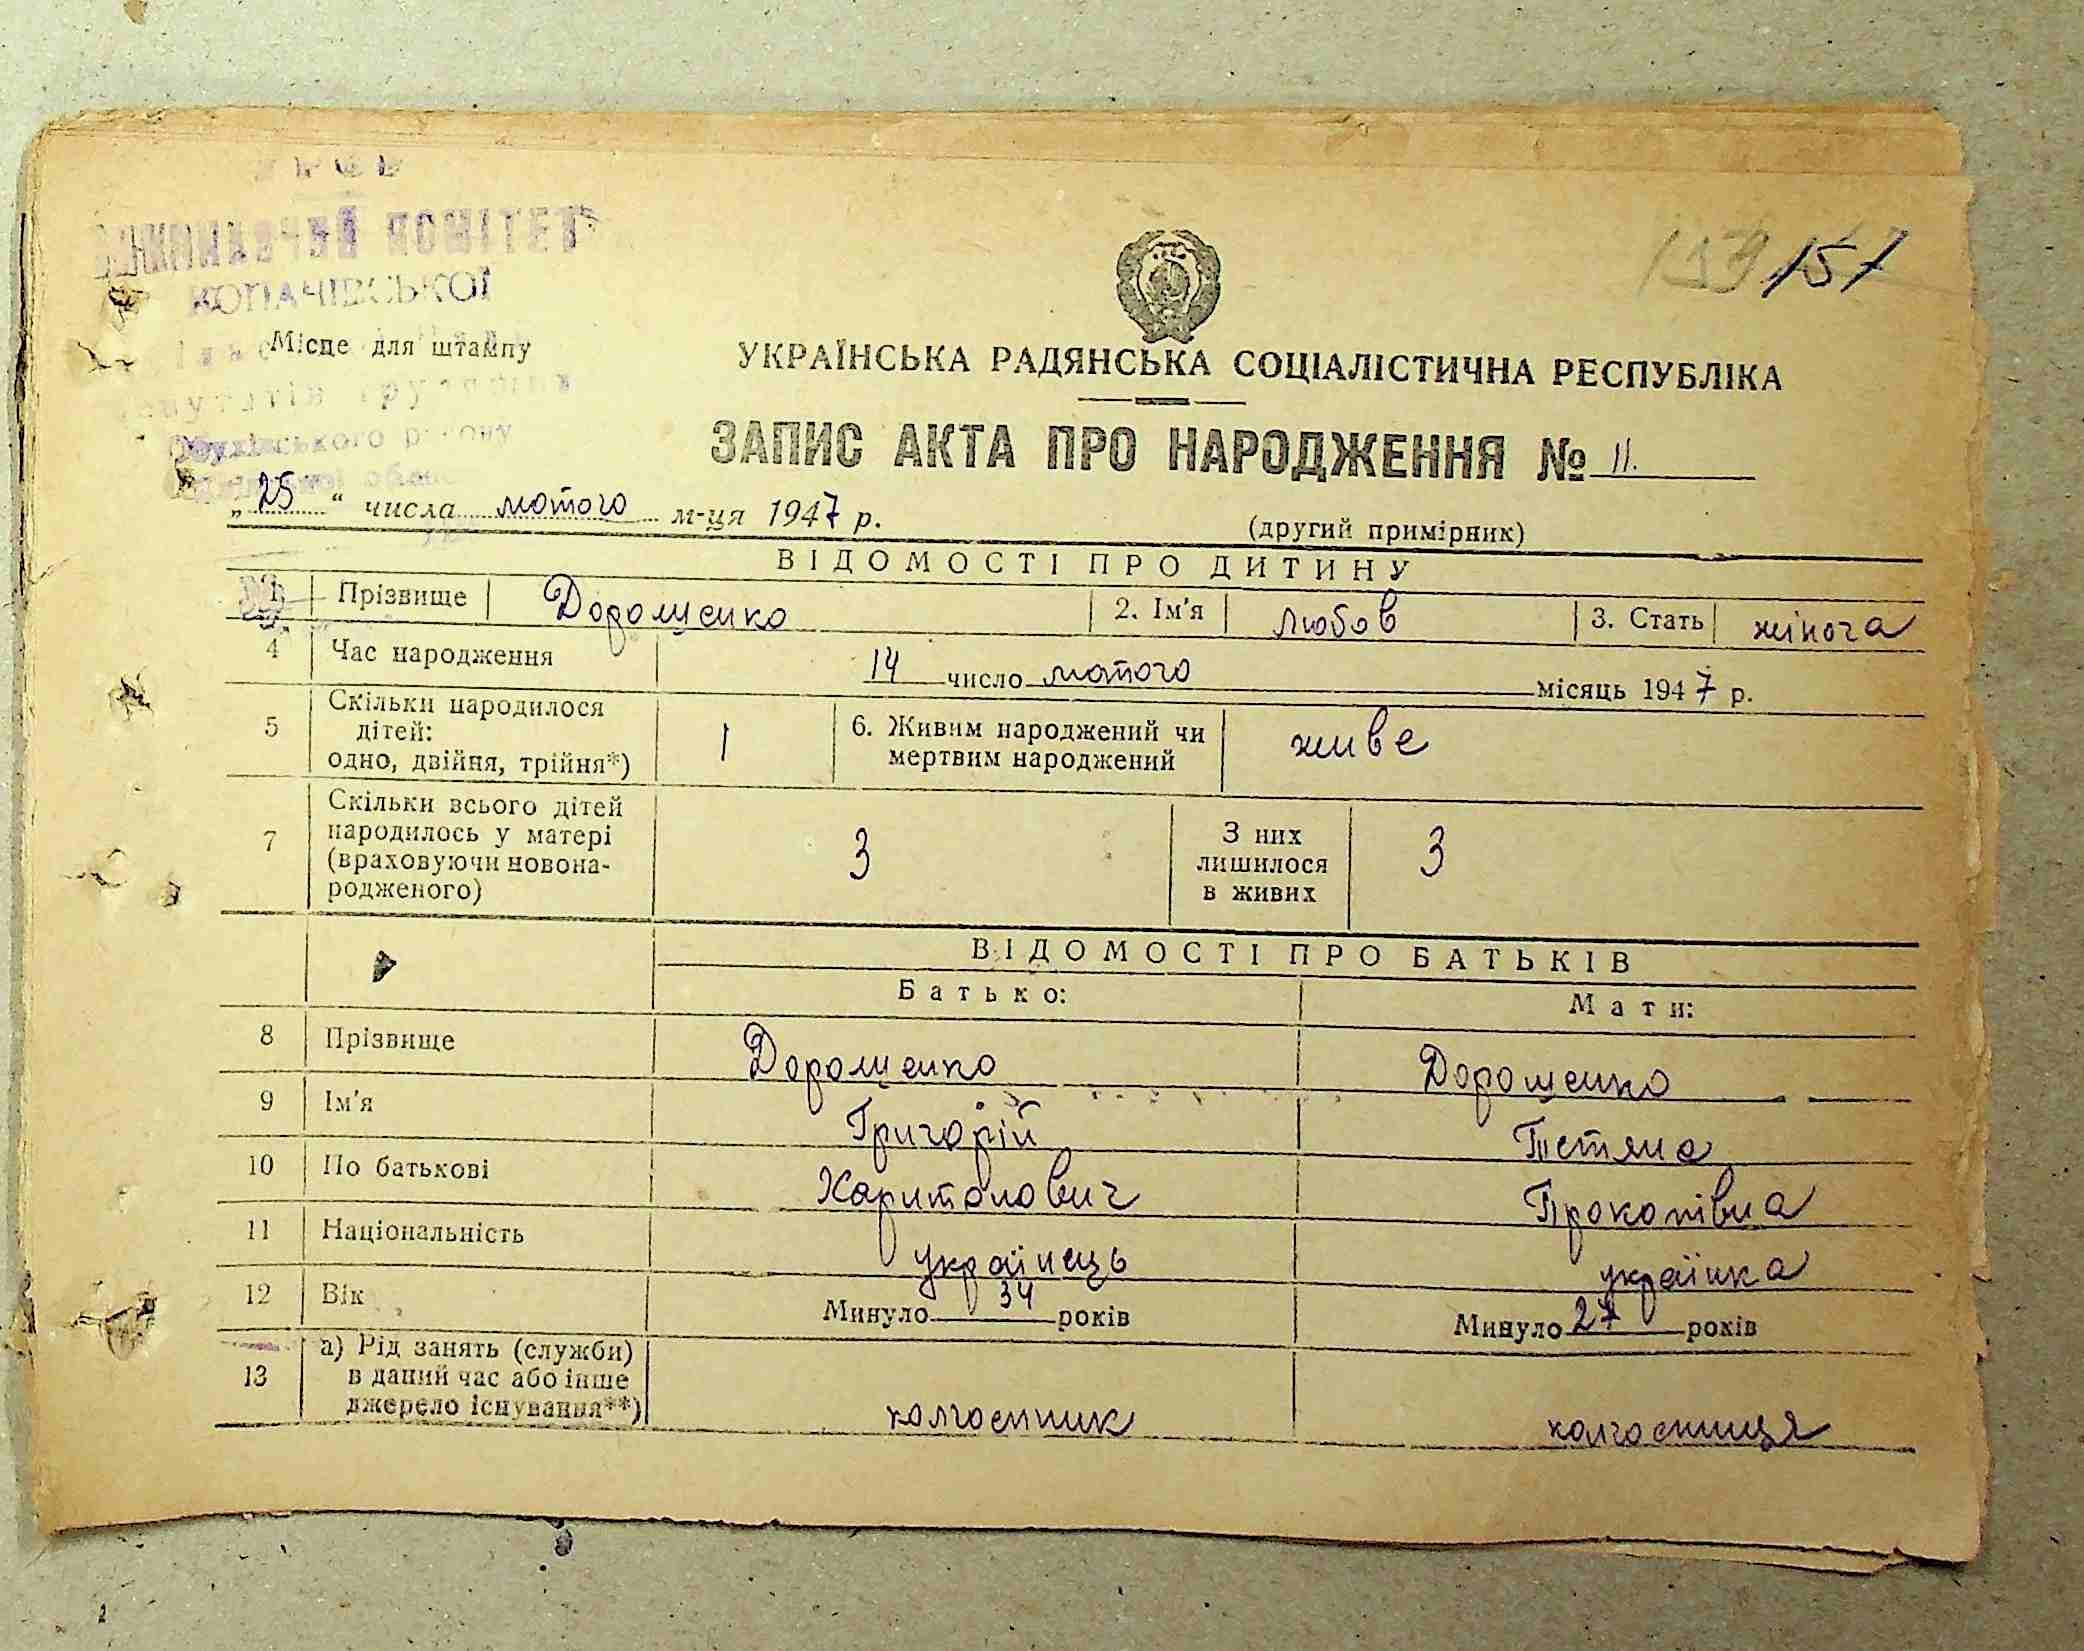 КОПАЧІВСЬКОЇ
Місце для штампу
Обухівського району
159 157
УКРАЇНСЬКА РАДЯНСЬКА СОЦІАЛІСТИЧНА РЕСПУБЛІКА
ЗАПИС АКТА ПРО НАРОДЖЕННЯ № 11.
„25" числа лютого м-ця 1947 р.
(другий примірник)
ВІДОМОСТІ ПРО ДИТИНУ
Прізвище Дорошенко 2. Ім'я Любов 3. Стать жіноча
4 Час народження 14 число лютого місяць 1947 р.
5 Скільки народилося дітей: одно, двійня, трійня*) 1 6. Живим народжений чи мертвим народжений живе
7 Скільки всього дітей народилось у матері (враховуючи новонародженого) 3 З них лишилося в живих 3
ВІДОМОСТІ ПРО БАТЬКІВ
Батько: Мати:
8 Прізвище Дорошенко Дорошенко
9 Ім'я Григорій Тетяна
10 По батькові Харитонович Прокопівна
11 Національність українець українка
12 Вік Минуло 34 років Минуло 27 років
13 а) Рід занять (служби) в даний час або інше джерело існування**) колгоспник колгоспниця